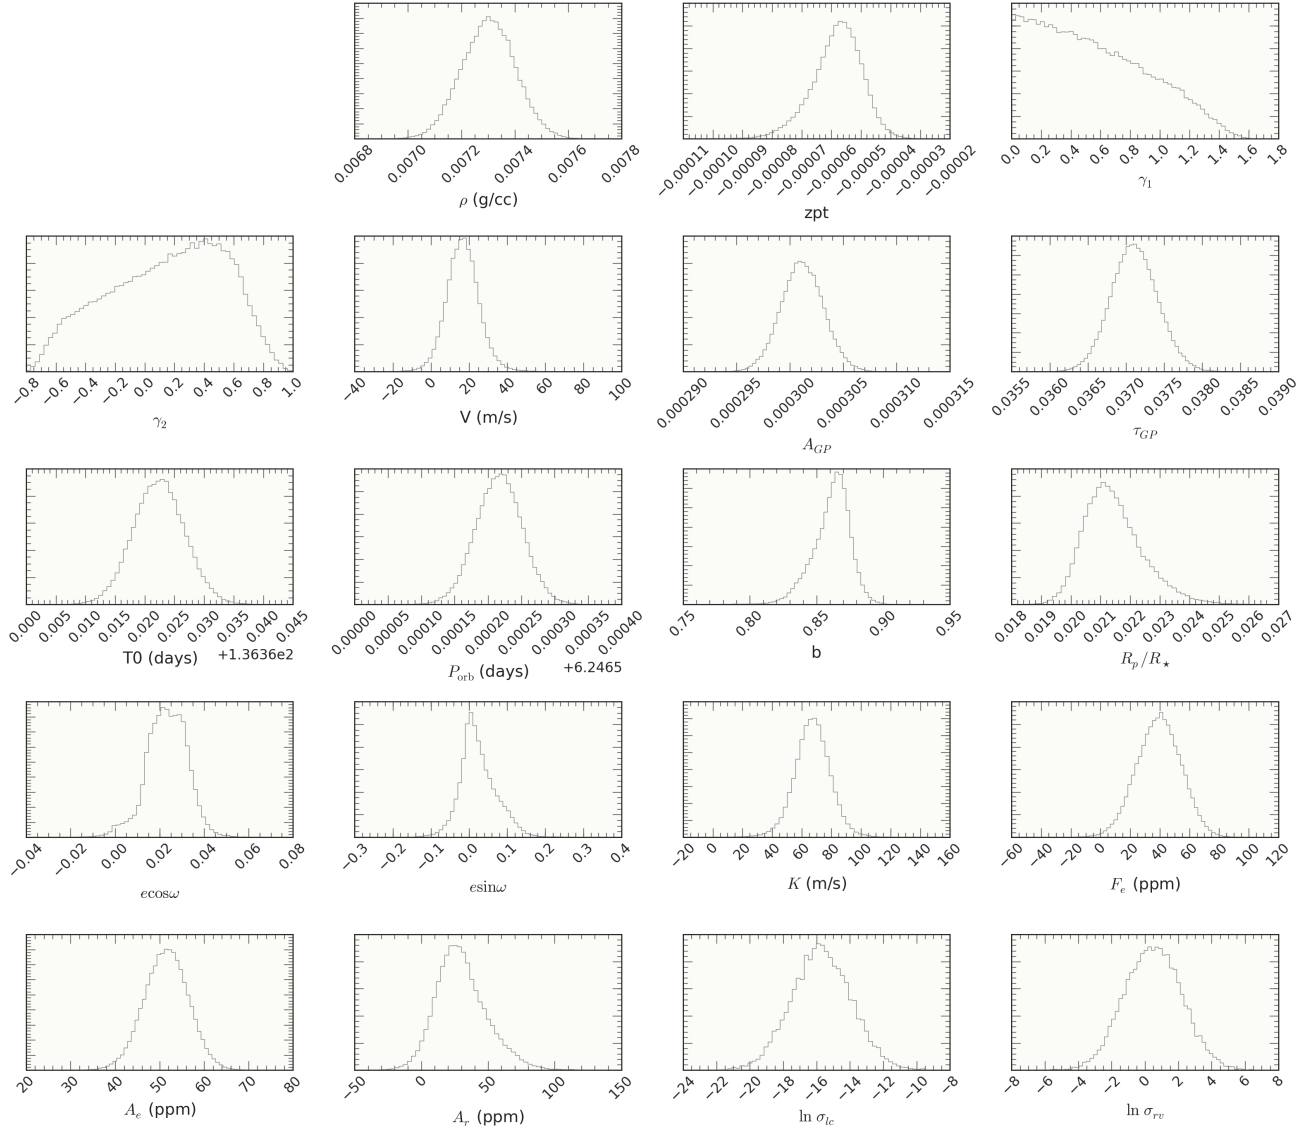 0.0068 0.0070 0.0072 0.0074 0.0076 0.0078
ρ (g/cc)
−0.00011 −0.00010 −0.00009 −0.00008 −0.00007 −0.00006 −0.00005 −0.00004 −0.00003 −0.00002
zpt
0.0 0.2 0.4 0.6 0.8 1.0 1.2 1.4 1.6 1.8
γ₁
−0.8 −0.6 −0.4 −0.2 0.0 0.2 0.4 0.6 0.8 1.0
γ₂
−40 −20 0 20 40 60 80 100
V (m/s)
0.000290 0.000295 0.000300 0.000305 0.000310 0.000315
A_GP
0.0355 0.0360 0.0365 0.0370 0.0375 0.0380 0.0385 0.0390
τ_GP
0.000 0.005 0.010 0.015 0.020 0.025 0.030 0.035 0.040 0.045
T0 (days) +1.3636e2
0.00000 0.00005 0.00010 0.00015 0.00020 0.00025 0.00030 0.00035 0.00040
P_orb (days) +6.2465
0.75 0.80 0.85 0.90 0.95
b
0.018 0.019 0.020 0.021 0.022 0.023 0.024 0.025 0.026 0.027
R_p/R_⋆
−0.04 −0.02 0.00 0.02 0.04 0.06 0.08
ecosω
−0.3 −0.2 −0.1 0.0 0.1 0.2 0.3 0.4
esinω
−20 0 20 40 60 80 100 120 140 160
K (m/s)
−60 −40 −20 0 20 40 60 80 100 120
F_e (ppm)
20 30 40 50 60 70 80
A_e (ppm)
−50 0 50 100 150
A_r (ppm)
−24 −22 −20 −18 −16 −14 −12 −10 −8
ln σ_lc
−8 −6 −4 −2 0 2 4 6 8
ln σ_rv